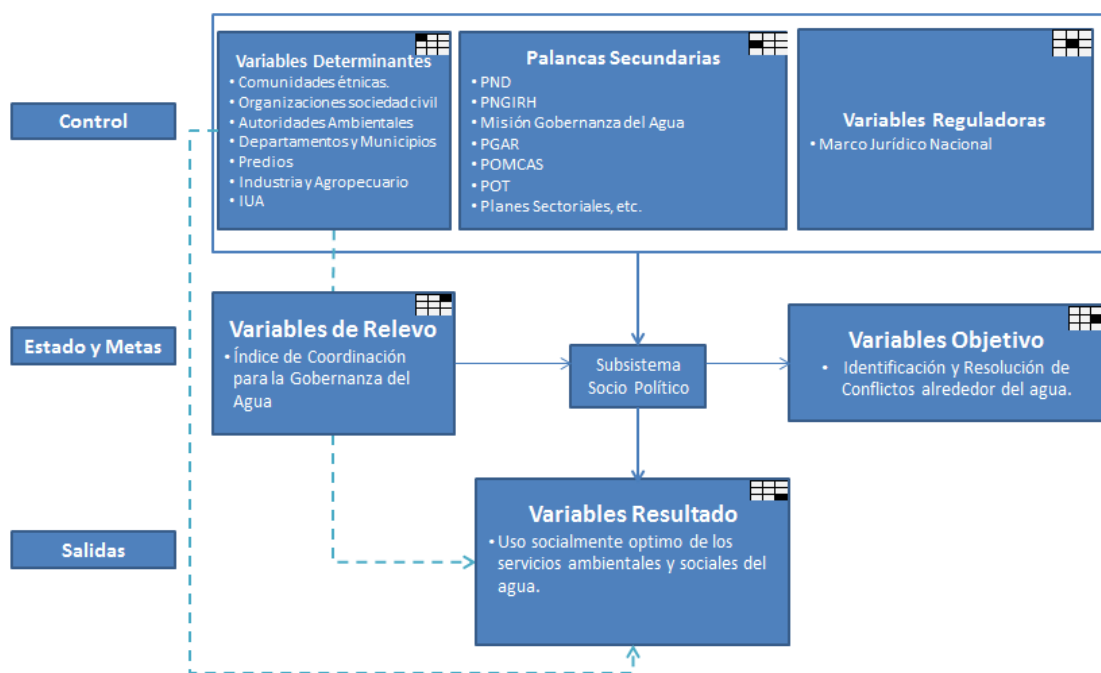 Control
Variables Determinantes
• Comunidades étnicas.
• Organizaciones sociedad civil
• Autoridades Ambientales
• Departamentos y Municipios
• Predios
• Industria y Agropecuario
• IUA
Palancas Secundarias
• PND
• PNGIRH
• Misión Gobernanza del Agua
• PGAR
• POMCAS
• POT
• Planes Sectoriales, etc.
Variables Reguladoras
• Marco Jurídico Nacional
Estado y Metas
Variables de Relevo
• Índice de Coordinación
para la Gobernanza del
Agua
Subsistema
Socio Político
Variables Objetivo
• Identificación y Resolución de
Conflictos alrededor del agua.
Salidas
Variables Resultado
• Uso socialmente optimo de los
servicios ambientales y sociales del
agua.